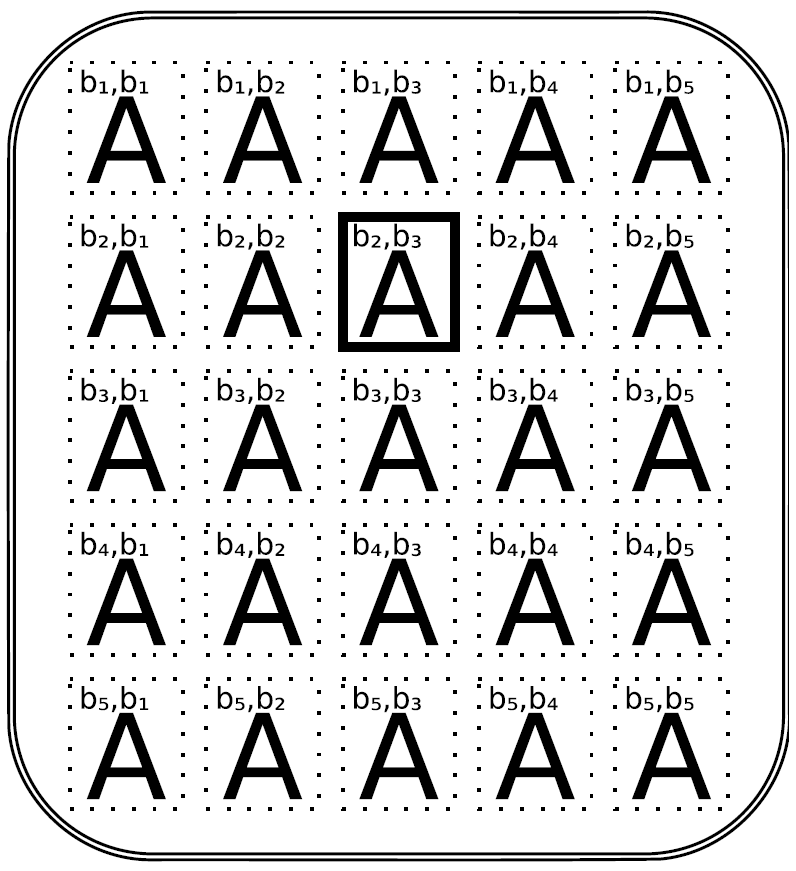 b₁,b₁ b₁,b₂ b₁,b₃ b₁,b₄ b₁,b₅
A A A A A
b₂,b₁ b₂,b₂ b₂,b₃ b₂,b₄ b₂,b₅
A A A A A
b₃,b₁ b₃,b₂ b₃,b₃ b₃,b₄ b₃,b₅
A A A A A
b₄,b₁ b₄,b₂ b₄,b₃ b₄,b₄ b₄,b₅
A A A A A
b₅,b₁ b₅,b₂ b₅,b₃ b₅,b₄ b₅,b₅
A A A A A